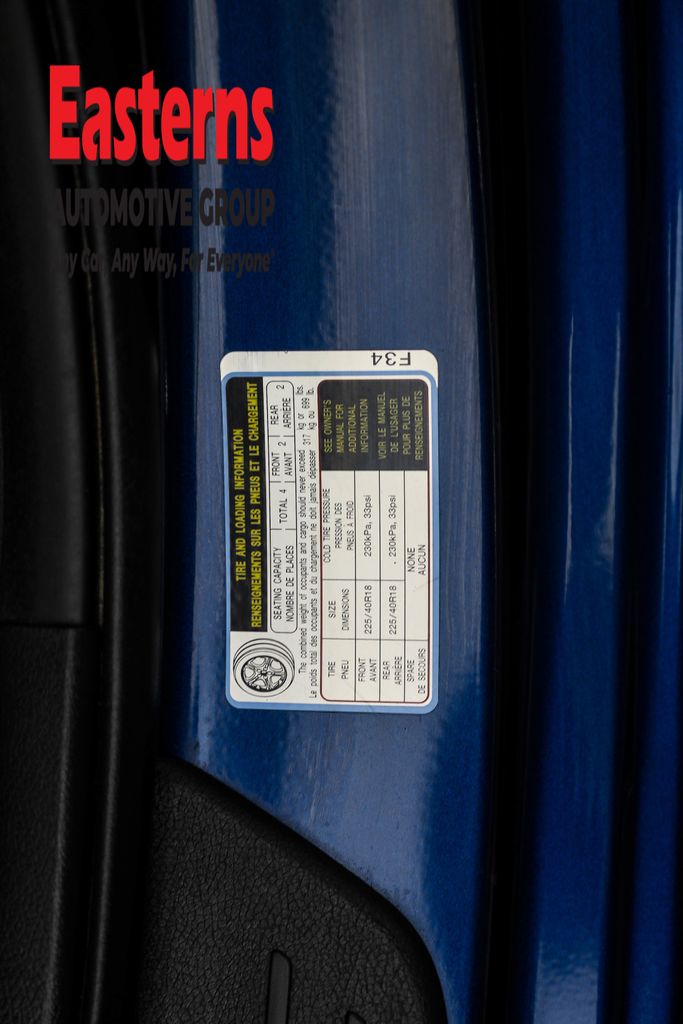 Easterns
AUTOMOTIVE GROUP
Any Car, Any Way, For Everyone
F34
TIRE AND LOADING INFORMATION
RENSEIGNEMENTS SUR LES PNEUS ET LE CHARGEMENT
SEATING CAPACITY TOTAL 4 FRONT 2 REAR 2
NOMBRE DE PLACES AVANT ARRIÈRE
The combined weight of occupants and cargo should never exceed 317 kg or 699 lbs.
Le poids total des occupants et du chargement ne doit jamais dépasser 317 kg ou 699 lb.
TIRE SIZE COLD TIRE PRESSURE
PNEU DIMENSIONS PRESSION DES PNEUS À FROID
FRONT 225/40R18 230kPa, 33psi
AVANT
REAR 225/40R18 230kPa, 33psi
ARRIÈRE
SPARE NONE
DE SECOURS AUCUN
SEE OWNER'S
MANUAL FOR
ADDITIONAL
INFORMATION
VOIR LE MANUEL
DE L'USAGER
POUR PLUS DE
RENSEIGNEMENTS